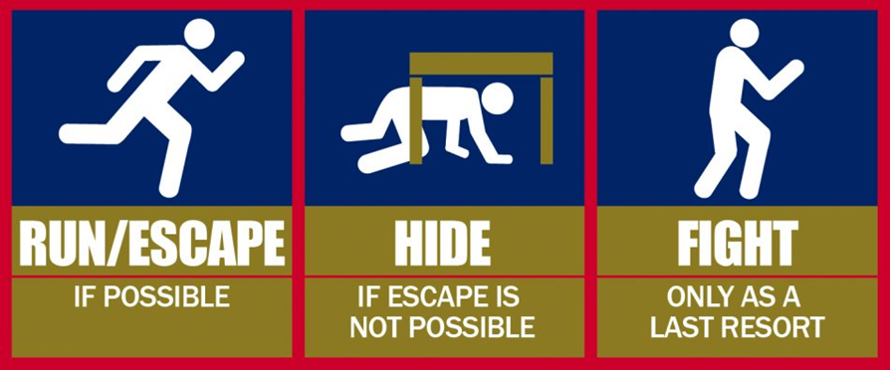 RUN/ESCAPE
IF POSSIBLE
HIDE
IF ESCAPE IS
NOT POSSIBLE
FIGHT
ONLY AS A
LAST RESORT